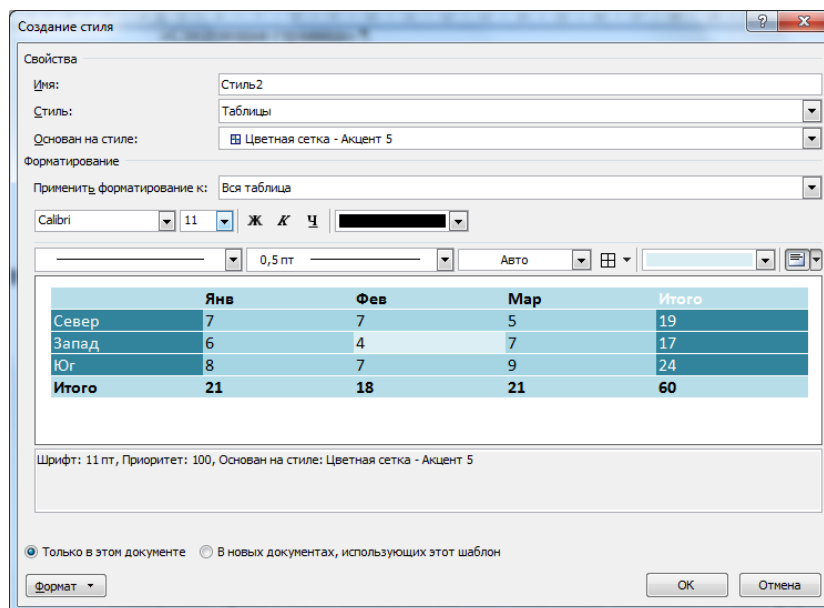 Создание стиля
Свойства
Имя: Стиль2
Стиль: Таблицы
Основан на стиле: Цветная сетка - Акцент 5
Форматирование
Применить форматирование к: Вся таблица
Calibri 11 Ж К Ч
0,5 пт Авто
Янв Фев Мар Итого
Север 7 7 5 19
Запад 6 4 7 17
Юг 8 7 9 24
Итого 21 18 21 60
Шрифт: 11 пт, Приоритет: 100, Основан на стиле: Цветная сетка - Акцент 5
Только в этом документе В новых документах, использующих этот шаблон
Формат ОК Отмена